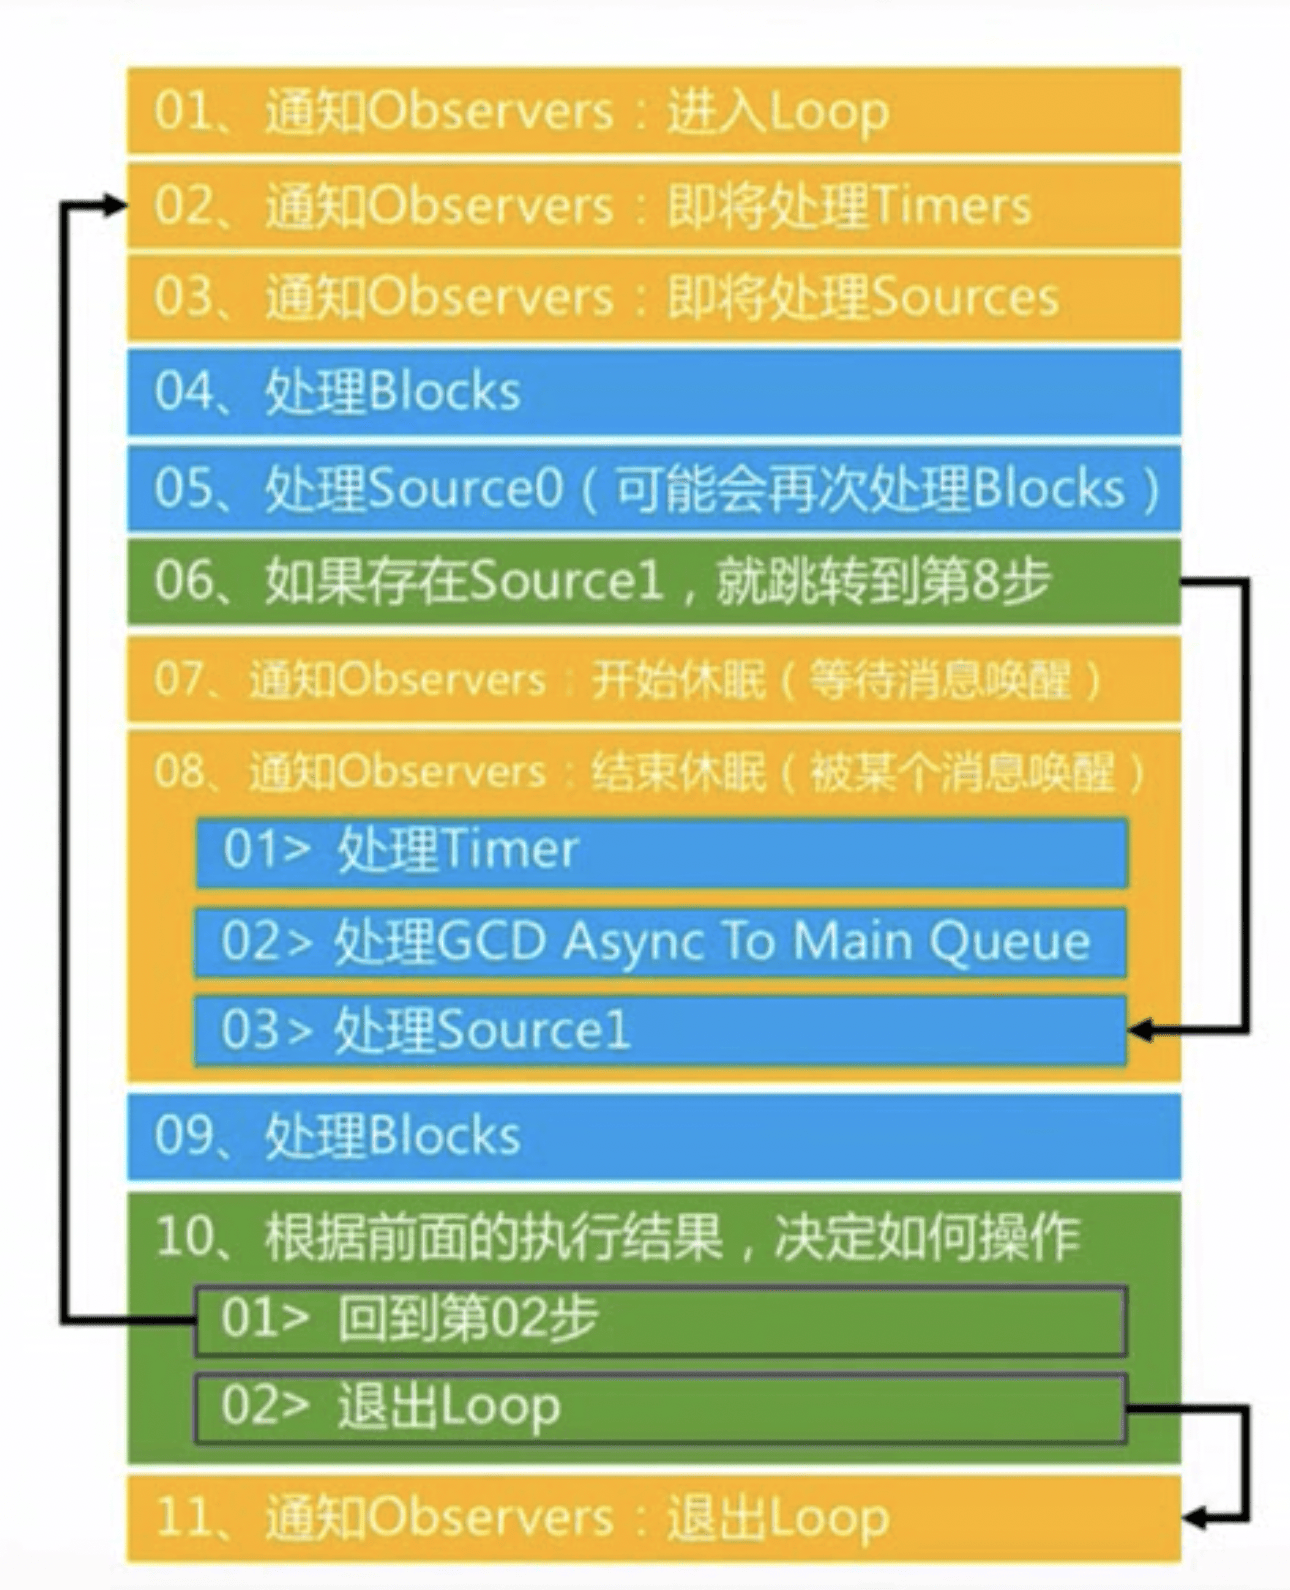 01、通知Observers：进入Loop
02、通知Observers：即将处理Timers
03、通知Observers：即将处理Sources
04、处理Blocks
05、处理Source0（可能会再次处理Blocks）
06、如果存在Source1，就跳转到第8步
07、通知Observers：开始休眠（等待消息唤醒）
08、通知Observers：结束休眠（被某个消息唤醒）
01> 处理Timer
02> 处理GCD Async To Main Queue
03> 处理Source1
09、处理Blocks
10、根据前面的执行结果，决定如何操作
01> 回到第02步
02> 退出Loop
11、通知Observers：退出Loop